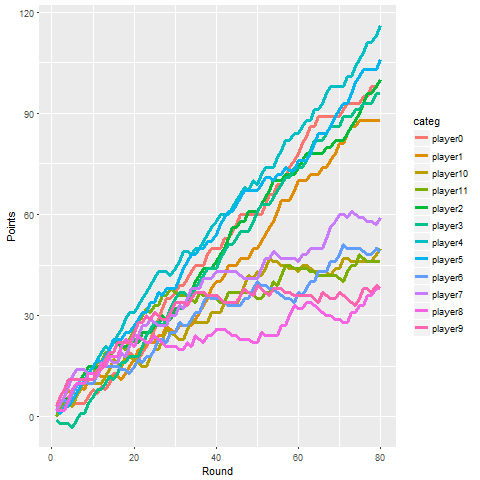 120
90
60
30
0
Points
0
20
40
60
80
Round
categ
player0
player1
player10
player11
player2
player3
player4
player5
player6
player7
player8
player9